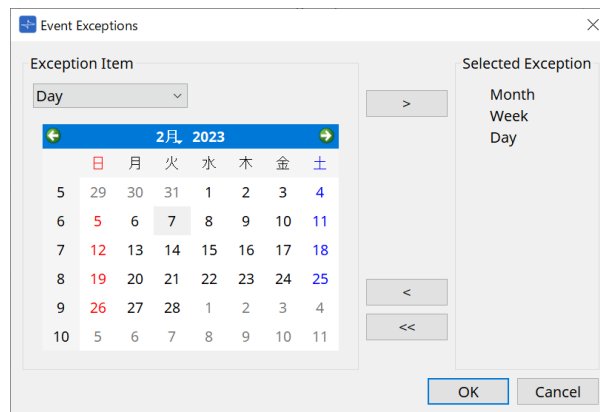 Event Exceptions
Exception Item
Selected Exception
Day
>
Month
Week
Day
2月, 2023
日 月 火 水 木 金 土
5 29 30 31 1 2 3 4
6 5 6 7 8 9 10 11
7 12 13 14 15 16 17 18
8 19 20 21 22 23 24 25
9 26 27 28 1 2 3 4
10 5 6 7 8 9 10 11
<
<<
OK Cancel